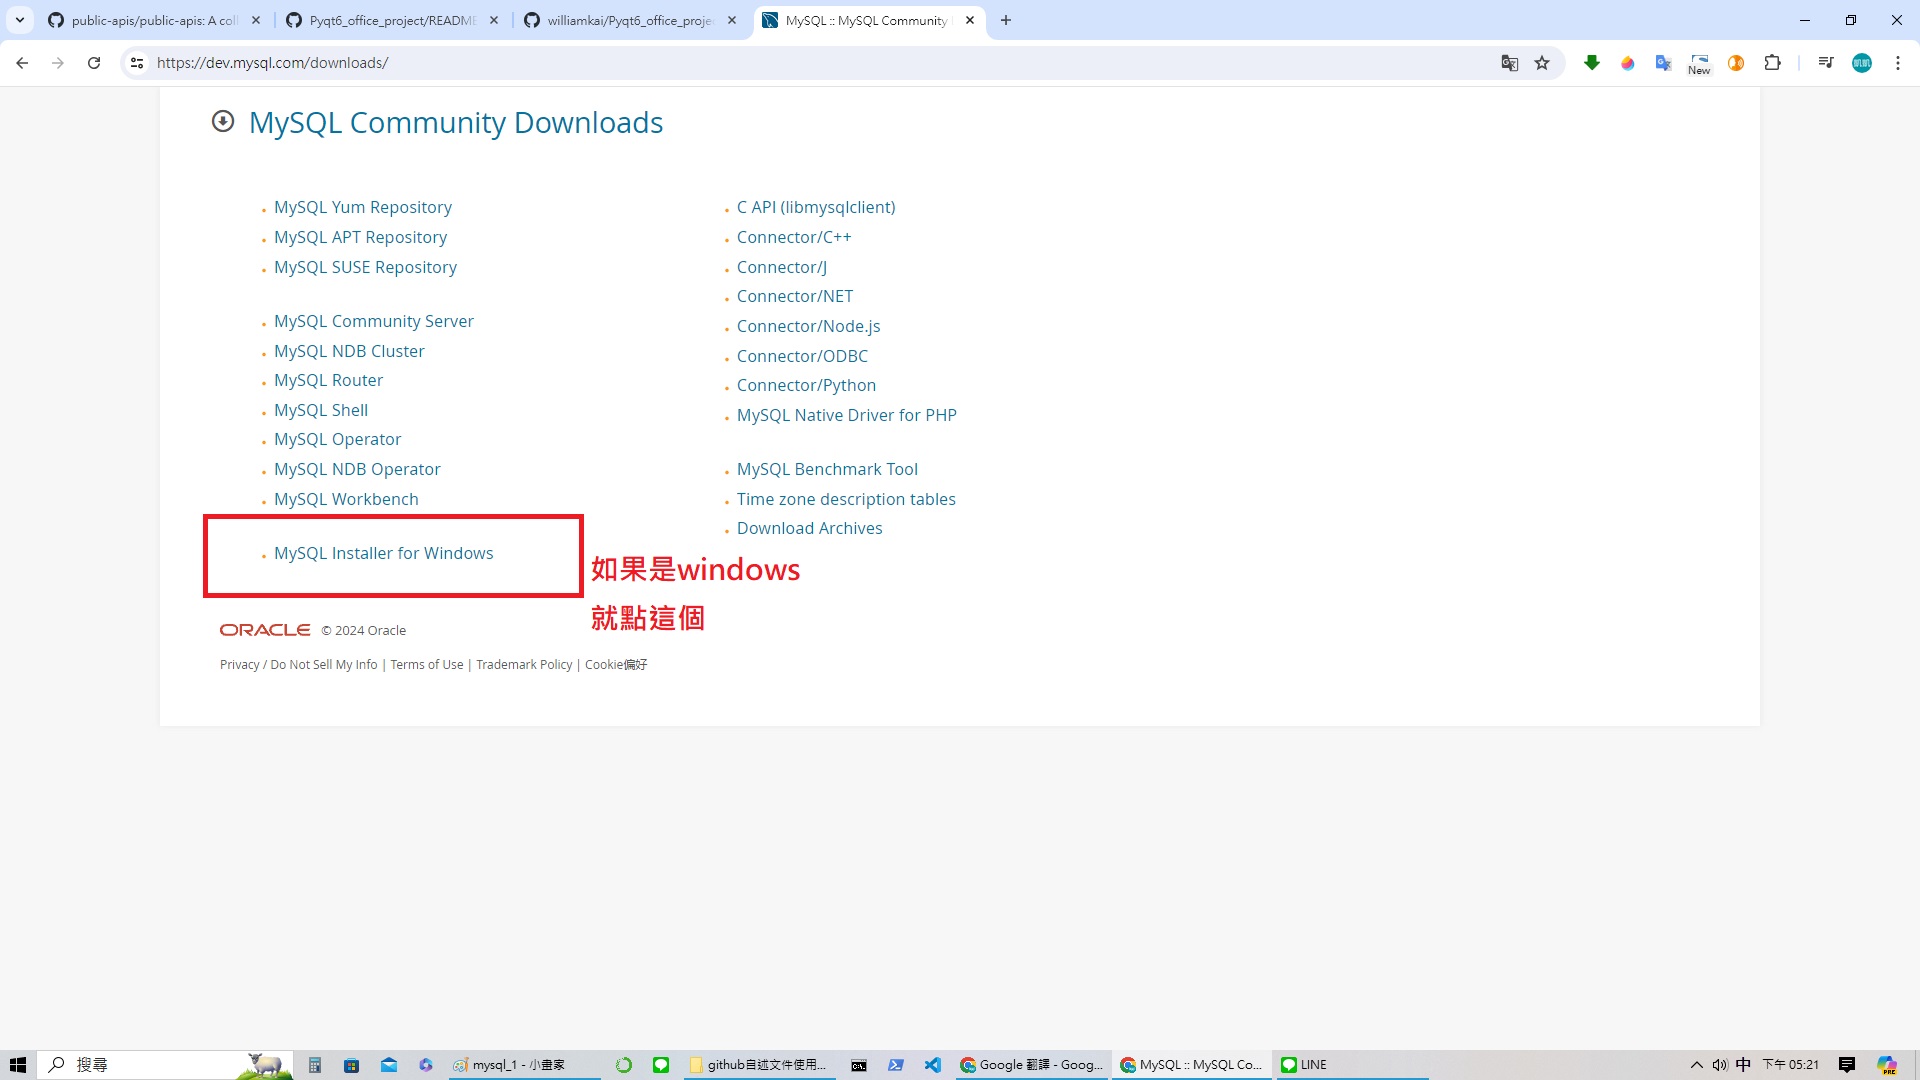 public-apis/public-apis: A coll
Pyqt6_office_project/README
williamkai/Pyqt6_office_projec
MySQL :: MySQL Community
https://dev.mysql.com/downloads/
New
MySQL Community Downloads
MySQL Yum Repository
MySQL APT Repository
MySQL SUSE Repository
MySQL Community Server
MySQL NDB Cluster
MySQL Router
MySQL Shell
MySQL Operator
MySQL NDB Operator
MySQL Workbench
MySQL Installer for Windows
C API (libmysqlclient)
Connector/C++
Connector/J
Connector/NET
Connector/Node.js
Connector/ODBC
Connector/Python
MySQL Native Driver for PHP
MySQL Benchmark Tool
Time zone description tables
Download Archives
如果是windows
就點這個
ORACLE © 2024 Oracle
Privacy / Do Not Sell My Info | Terms of Use | Trademark Policy | Cookie偏好
搜尋
mysql_1 - 小畫家
github自述文件使用...
Google 翻譯 - Goog...
MySQL :: MySQL Co...
LINE
中
下午 05:21
PRE